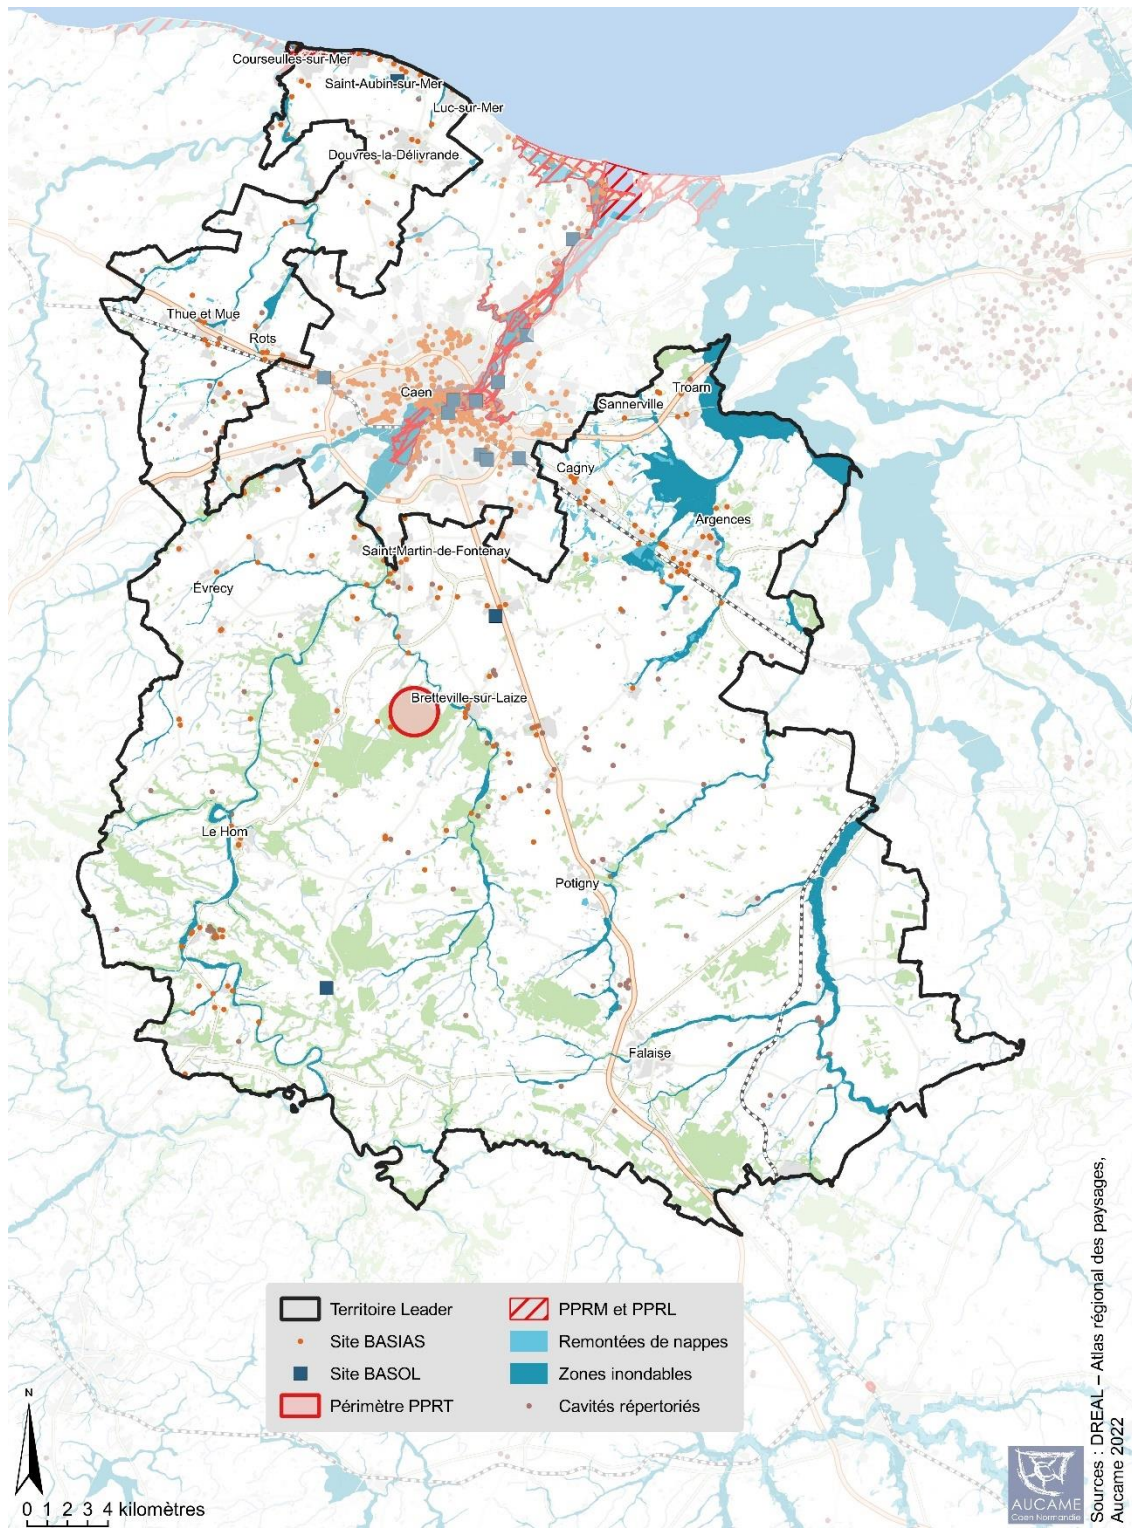 Courseulles-sur-Mer
Saint-Aubin-sur-Mer
Luc-sur-Mer
Douvres-la-Délivrande
Thue et Mue
Rots
Caen
Troarn
Sannerville
Cagny
Argences
Saint-Martin-de-Fontenay
Évrecy
Bretteville-sur-Laize
Le Hom
Potigny
Falaise
Territoire Leader
Site BASIAS
Site BASOL
Périmètre PPRT
PPRM et PPRL
Remontées de nappes
Zones inondables
Cavités répertoriés
N
0 1 2 3 4 kilomètres
AUCAME
Caen Normandie
Sources : DREAL – Atlas régional des paysages,
Aucame 2022